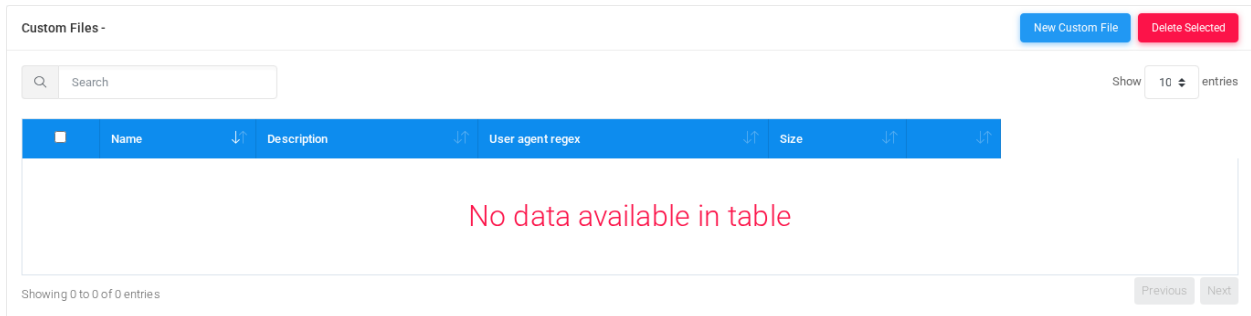 Custom Files -
New Custom File
Delete Selected
Search
Show 10 entries
Name
Description
User agent regex
Size
No data available in table
Showing 0 to 0 of 0 entries
Previous
Next